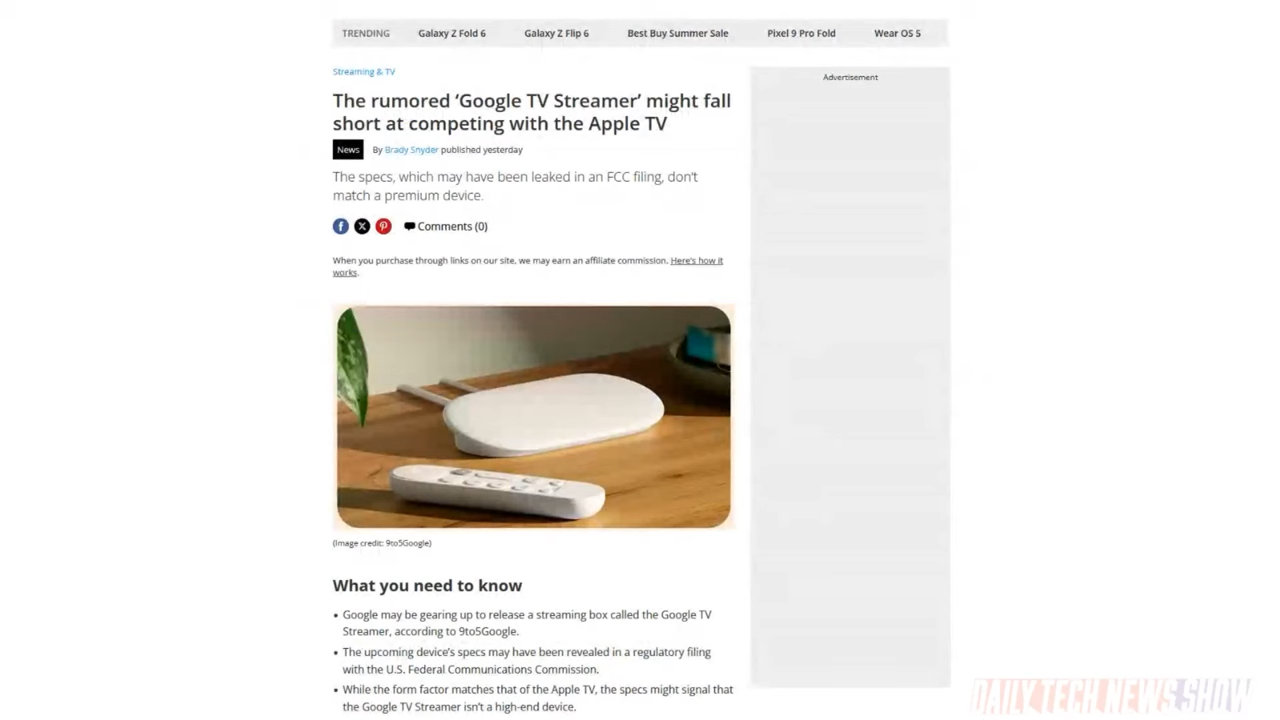 TRENDING Galaxy Z Fold 6 Galaxy Z Flip 6 Best Buy Summer Sale Pixel 9 Pro Fold Wear OS 5
Streaming & TV
Advertisement
The rumored ‘Google TV Streamer’ might fall
short at competing with the Apple TV
News By Brady Snyder published yesterday
The specs, which may have been leaked in an FCC filing, don't
match a premium device.
Comments (0)
When you purchase through links on our site, we may earn an affiliate commission. Here's how it
works.
(Image credit: 9to5Google)
What you need to know
• Google may be gearing up to release a streaming box called the Google TV
Streamer, according to 9to5Google.
• The upcoming device's specs may have been revealed in a regulatory filing
with the U.S. Federal Communications Commission.
• While the form factor matches that of the Apple TV, the specs might signal that
the Google TV Streamer isn't a high-end device.
DAILY TECH NEWS SHOW